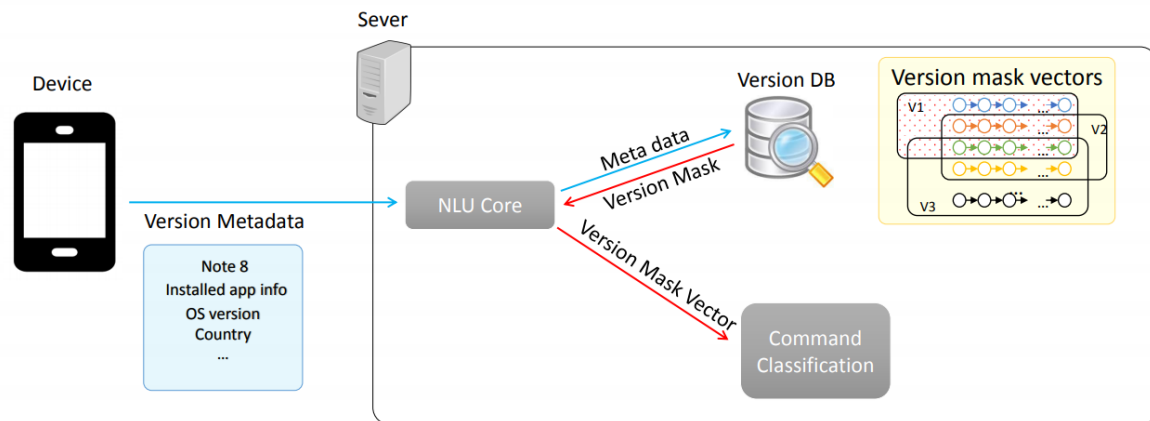 Sever
Device
Version DB
Version mask vectors
V1
...
...
V2
...
...
...
V3
...
Meta data
Version Mask
NLU Core
Version Metadata
Version Mask Vector
Note 8
Installed app info
OS version
Country
...
Command
Classification